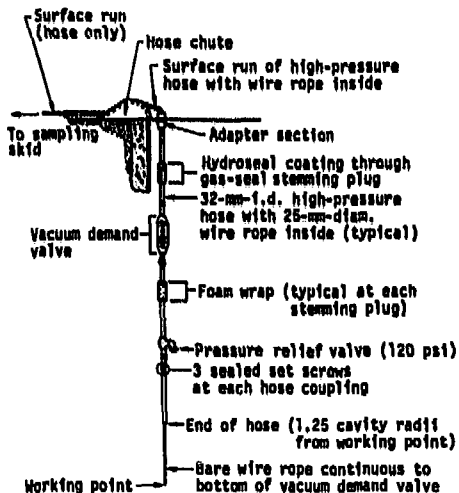 Surface run
(hose only)
Hose chute
Surface run of high-pressure
hose with wire rope inside
To sampling
skid
Adapter section
Hydroseal coating through
gas-seal stemming plug
32-mm-i.d. high-pressure
hose with 25-mm-diam.
wire rope inside (typical)
Vacuum demand
valve
Foam wrap (typical at each
stemming plug)
Pressure relief valve (120 psi)
3 sealed set screws
at each hose coupling
End of hose (1.25 cavity radii
from working point)
Bare wire rope continuous to
bottom of vacuum demand valve
Working point